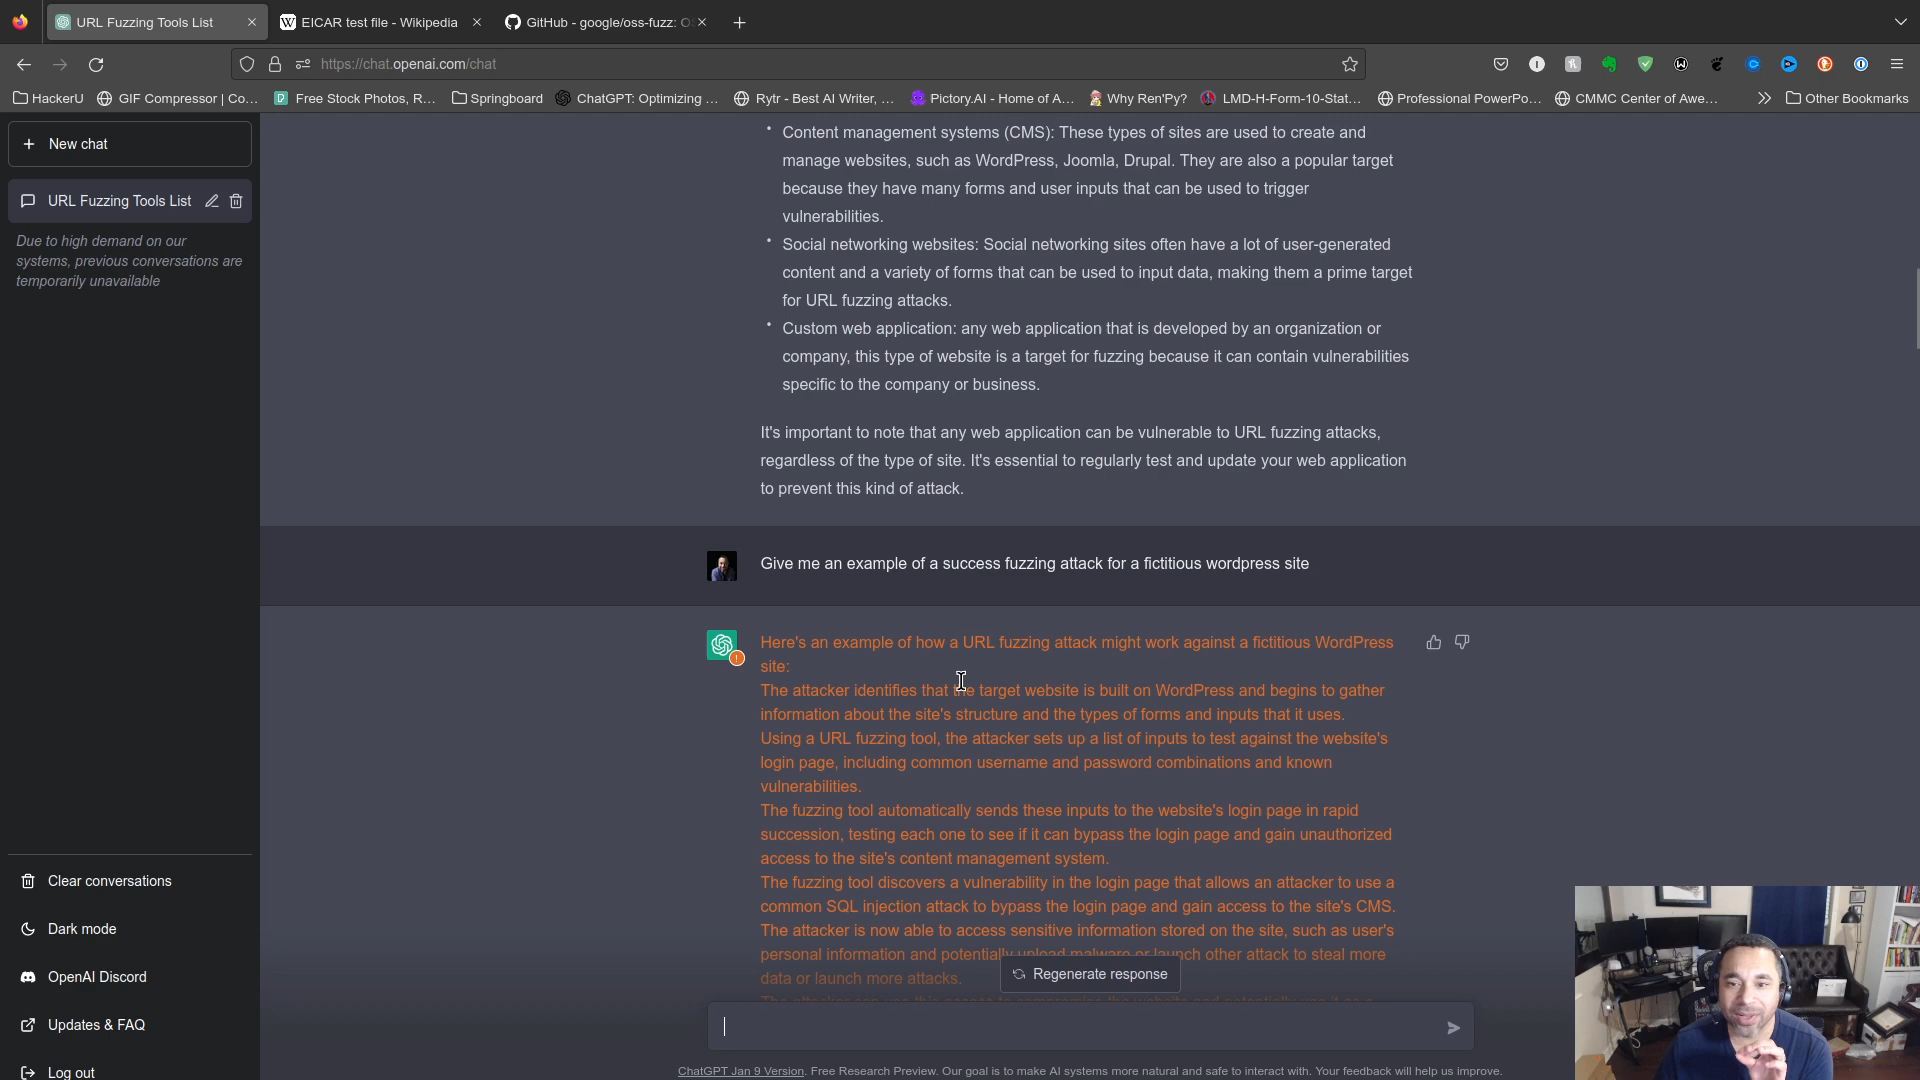 URL Fuzzing Tools List
EICAR test file - Wikipedia
GitHub - google/oss-fuzz: O
https://chat.openai.com/chat
HackerU
GIF Compressor | Co...
Free Stock Photos, R...
Springboard
ChatGPT: Optimizing ...
Rytr - Best AI Writer, ...
Pictory.AI - Home of A...
Why Ren'Py?
LMD-H-Form-10-Stat...
Professional PowerPo...
CMMC Center of Awe...
Other Bookmarks
New chat
URL Fuzzing Tools List
Due to high demand on our
systems, previous conversations are
temporarily unavailable
• Content management systems (CMS): These types of sites are used to create and
manage websites, such as WordPress, Joomla, Drupal. They are also a popular target
because they have many forms and user inputs that can be used to trigger
vulnerabilities.
• Social networking websites: Social networking sites often have a lot of user-generated
content and a variety of forms that can be used to input data, making them a prime target
for URL fuzzing attacks.
• Custom web application: any web application that is developed by an organization or
company, this type of website is a target for fuzzing because it can contain vulnerabilities
specific to the company or business.
It's important to note that any web application can be vulnerable to URL fuzzing attacks,
regardless of the type of site. It's essential to regularly test and update your web application
to prevent this kind of attack.
Give me an example of a success fuzzing attack for a fictitious wordpress site
Here's an example of how a URL fuzzing attack might work against a fictitious WordPress
site:
The attacker identifies that the target website is built on WordPress and begins to gather
information about the site's structure and the types of forms and inputs that it uses.
Using a URL fuzzing tool, the attacker sets up a list of inputs to test against the website's
login page, including common username and password combinations and known
vulnerabilities.
The fuzzing tool automatically sends these inputs to the website's login page in rapid
succession, testing each one to see if it can bypass the login page and gain unauthorized
access to the site's content management system.
The fuzzing tool discovers a vulnerability in the login page that allows an attacker to use a
common SQL injection attack to bypass the login page and gain access to the site's CMS.
The attacker is now able to access sensitive information stored on the site, such as user's
personal information and potentially upload malware or launch other attack to steal more
data or launch more attacks.
Regenerate response
Clear conversations
Dark mode
OpenAI Discord
Updates & FAQ
Log out
ChatGPT Jan 9 Version. Free Research Preview. Our goal is to make AI systems more natural and safe to interact with. Your feedback will help us improve.